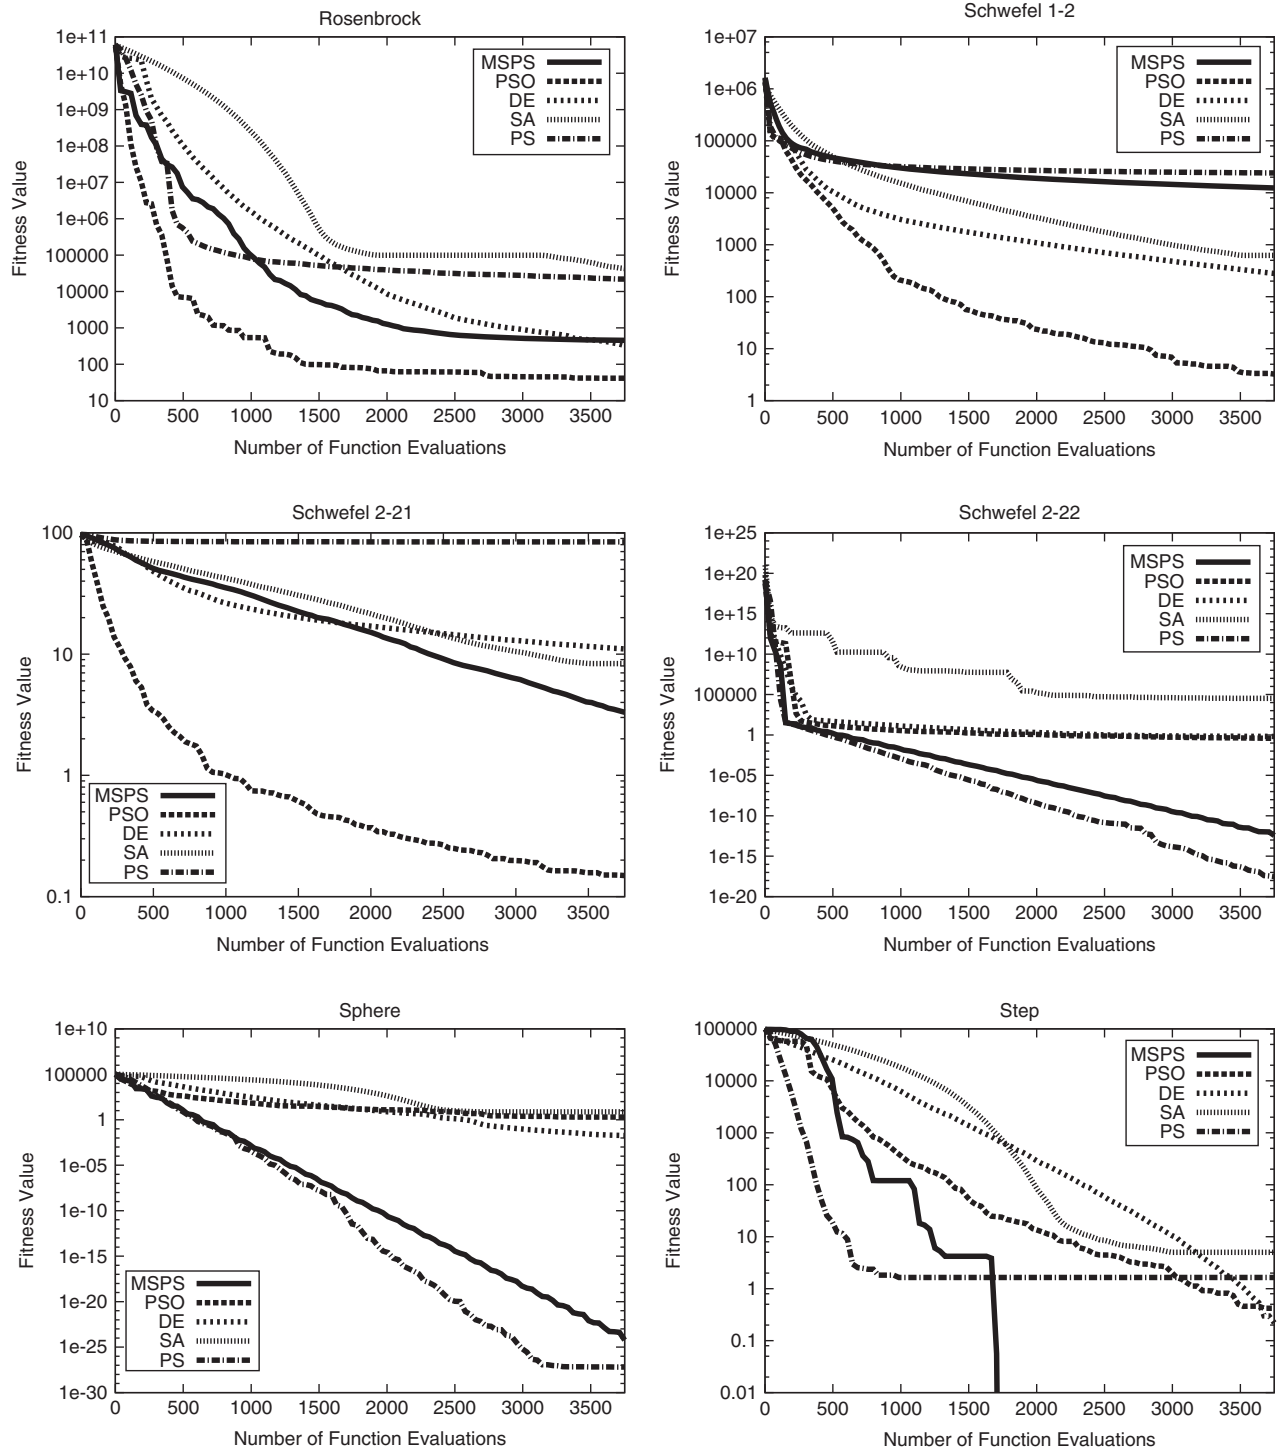 Rosenbrock
1e+11
1e+10
1e+09
1e+08
1e+07
1e+06
100000
10000
1000
100
10
Fitness Value
MSPS
PSO
DE
SA
PS
0 500 1000 1500 2000 2500 3000 3500
Number of Function Evaluations
Schwefel 1-2
1e+07
1e+06
100000
10000
1000
100
10
1
Fitness Value
MSPS
PSO
DE
SA
PS
0 500 1000 1500 2000 2500 3000 3500
Number of Function Evaluations
Schwefel 2-21
100
10
1
0.1
Fitness Value
MSPS
PSO
DE
SA
PS
0 500 1000 1500 2000 2500 3000 3500
Number of Function Evaluations
Schwefel 2-22
1e+25
1e+20
1e+15
1e+10
100000
1
1e-05
1e-10
1e-15
1e-20
Fitness Value
MSPS
PSO
DE
SA
PS
0 500 1000 1500 2000 2500 3000 3500
Number of Function Evaluations
Sphere
1e+10
100000
1
1e-05
1e-10
1e-15
1e-20
1e-25
1e-30
Fitness Value
MSPS
PSO
DE
SA
PS
0 500 1000 1500 2000 2500 3000 3500
Number of Function Evaluations
Step
100000
10000
1000
100
10
1
0.1
0.01
Fitness Value
MSPS
PSO
DE
SA
PS
0 500 1000 1500 2000 2500 3000 3500
Number of Function Evaluations